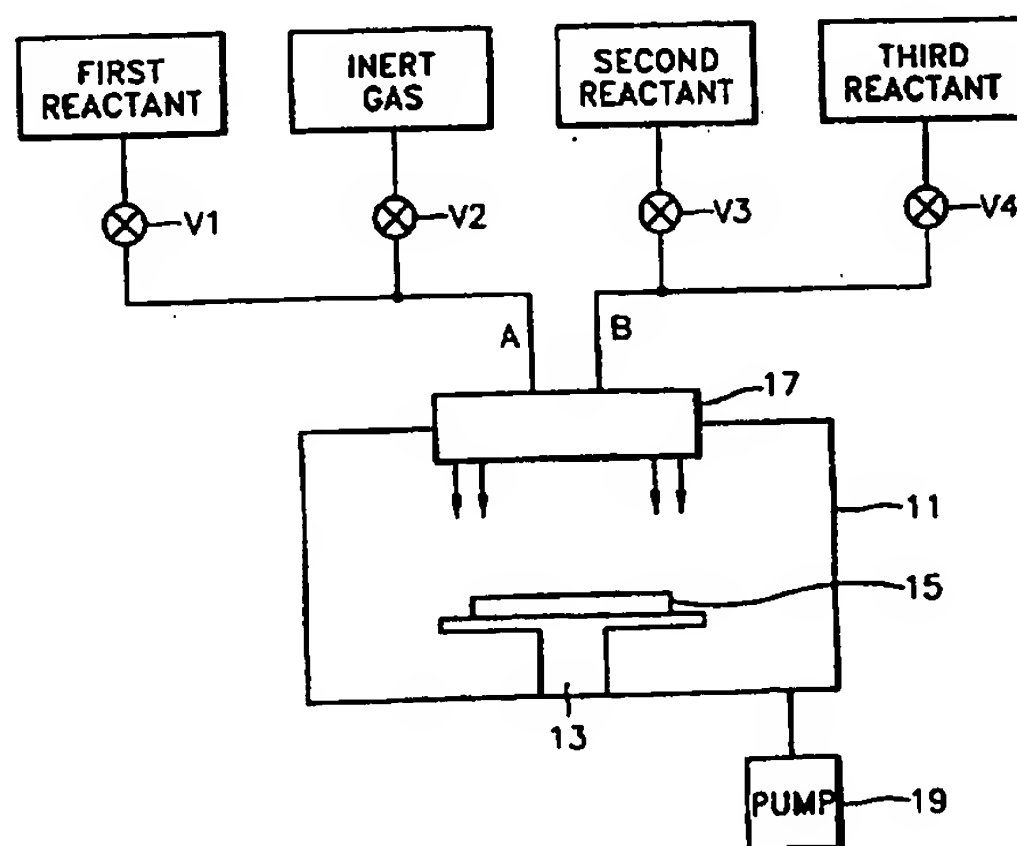 FIRST
REACTANT
INERT
GAS
SECOND
REACTANT
THIRD
REACTANT
V1
V2
V3
V4
A
B
17
11
15
13
PUMP
19